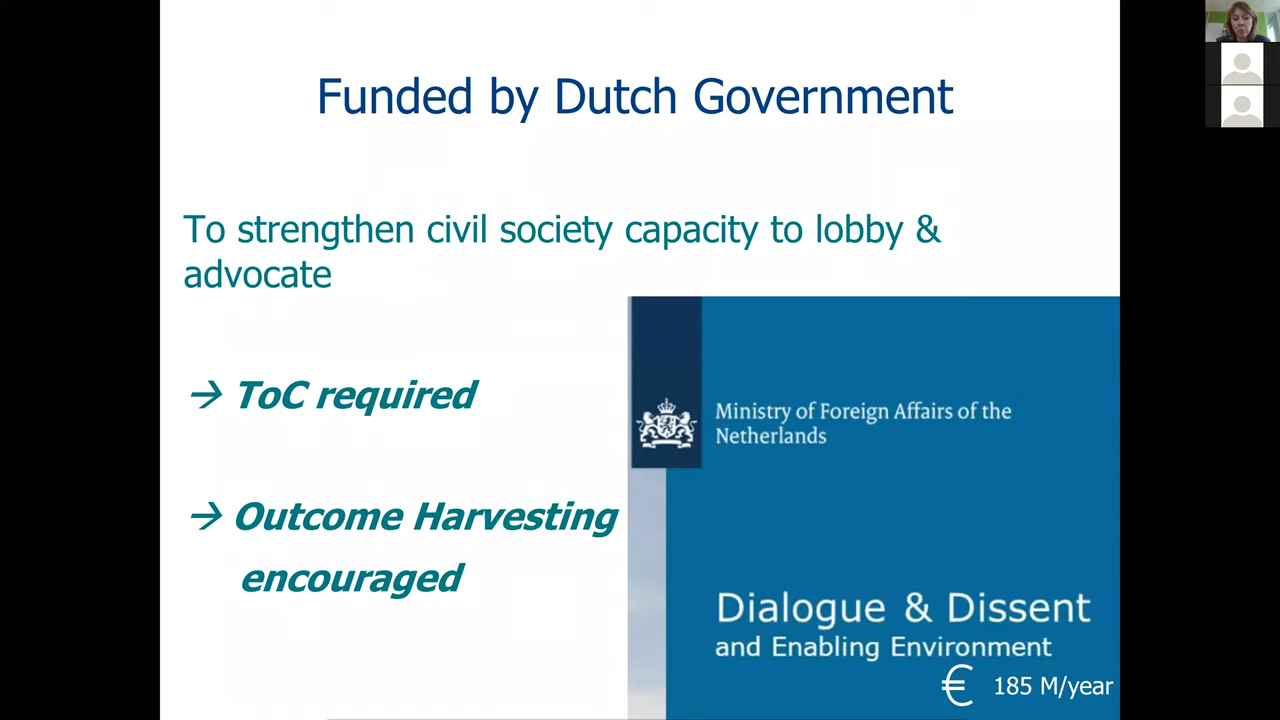 Funded by Dutch Government
To strengthen civil society capacity to lobby &
advocate
→ ToC required
→ Outcome Harvesting
encouraged
Ministry of Foreign Affairs of the
Netherlands
Dialogue & Dissent
and Enabling Environment
€ 185 M/year